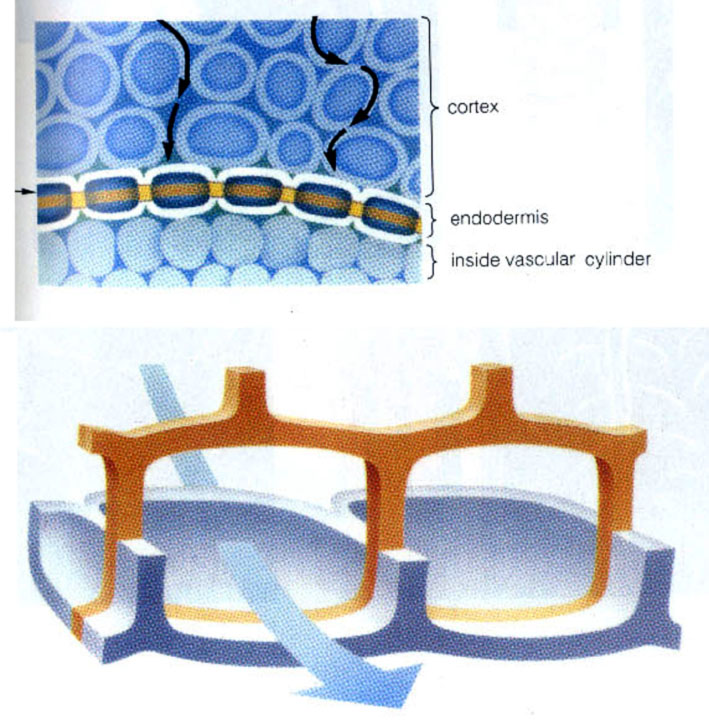 cortex
endodermis
inside vascular cylinder